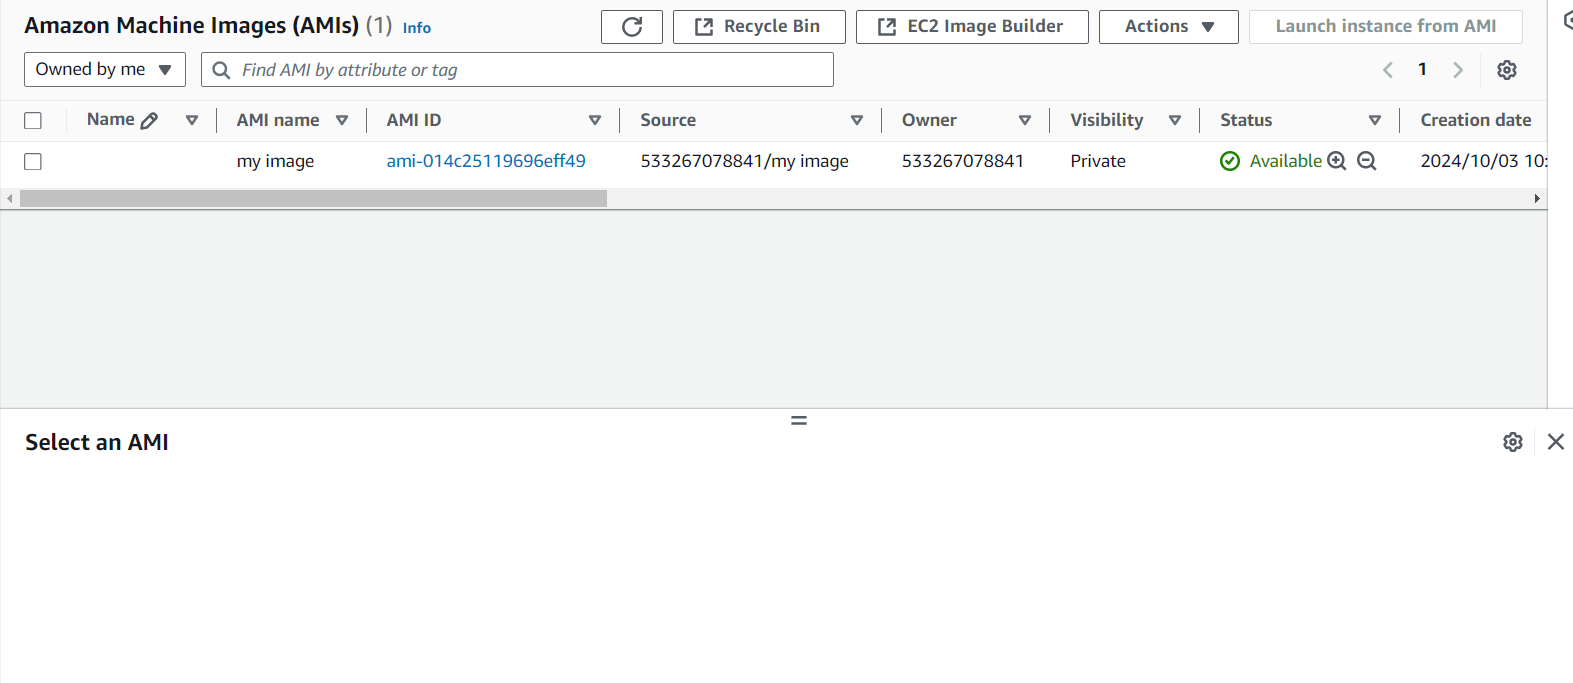 Amazon Machine Images (AMIs) (1) Info Recycle Bin EC2 Image Builder Actions Launch instance from AMI
Owned by me Find AMI by attribute or tag 1
Name AMI name AMI ID Source Owner Visibility Status Creation date
my image ami-014c25119696eff49 533267078841/my image 533267078841 Private Available 2024/10/03 10:
Select an AMI